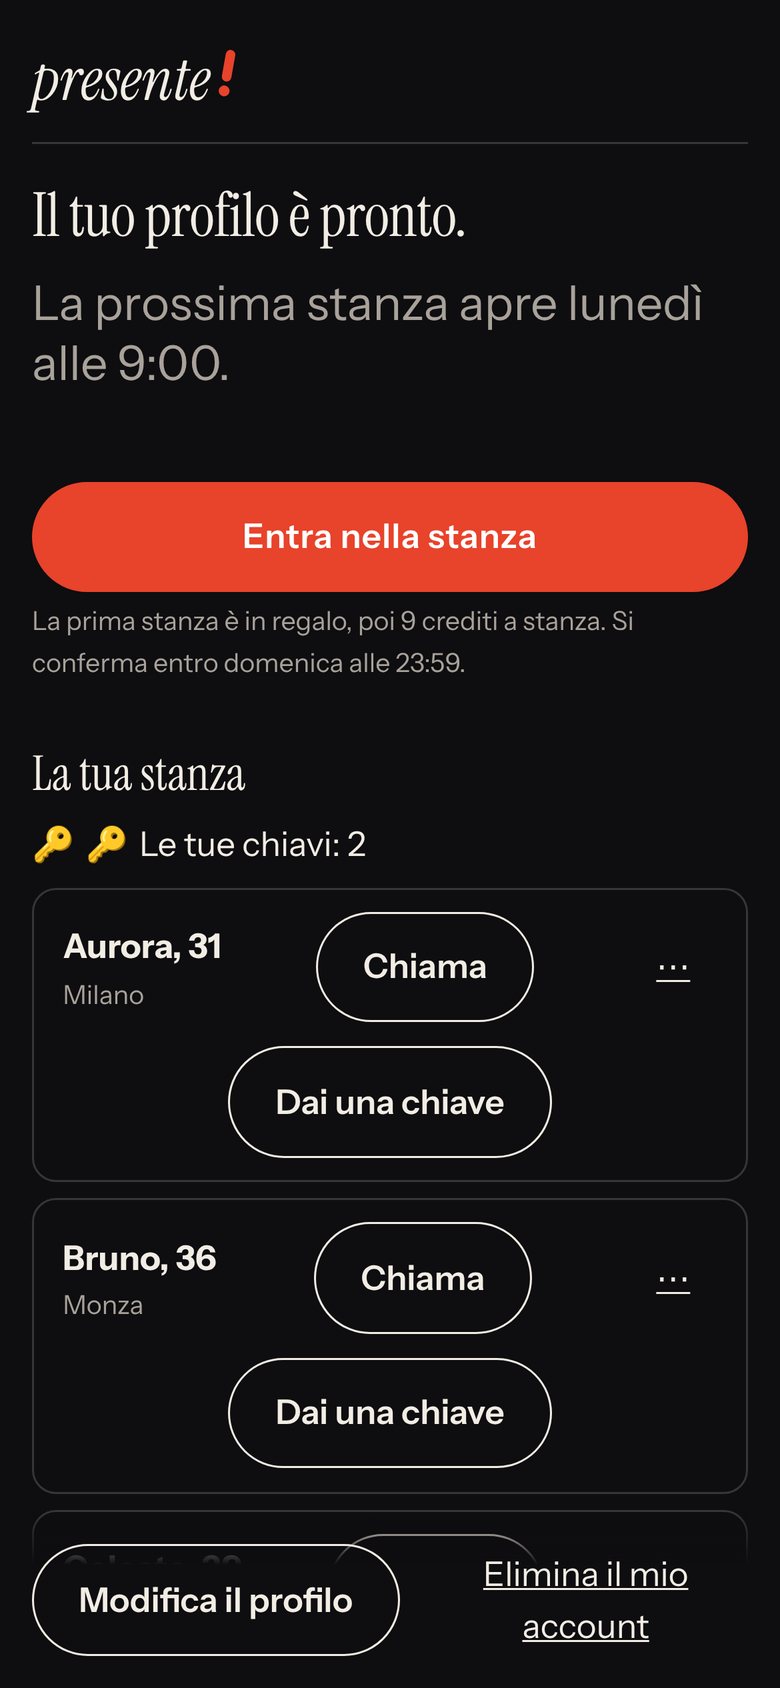 presente!
Il tuo profilo è pronto.
La prossima stanza apre lunedì
alle 9:00.
Entra nella stanza
La prima stanza è in regalo, poi 9 crediti a stanza. Si
conferma entro domenica alle 23:59.
La tua stanza
🔑 🔑 Le tue chiavi: 2
Aurora, 31
Milano
Chiama
...
Dai una chiave
Bruno, 36
Monza
Chiama
...
Dai una chiave
Modifica il profilo
Elimina il mio
account